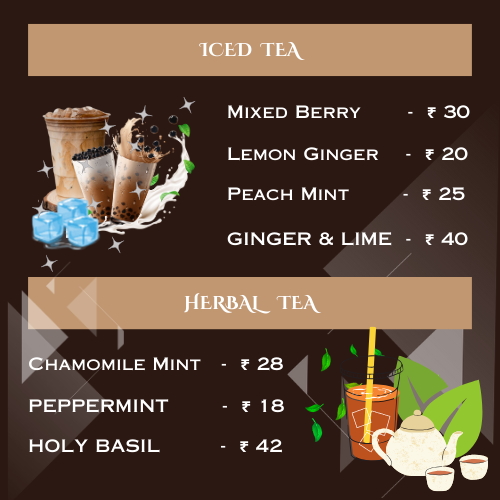 ICED TEA
MIXED BERRY - ₹ 30
LEMON GINGER - ₹ 20
PEACH MINT - ₹ 25
GINGER & LIME - ₹ 40
HERBAL TEA
CHAMOMILE MINT - ₹ 28
PEPPERMINT - ₹ 18
HOLY BASIL - ₹ 42